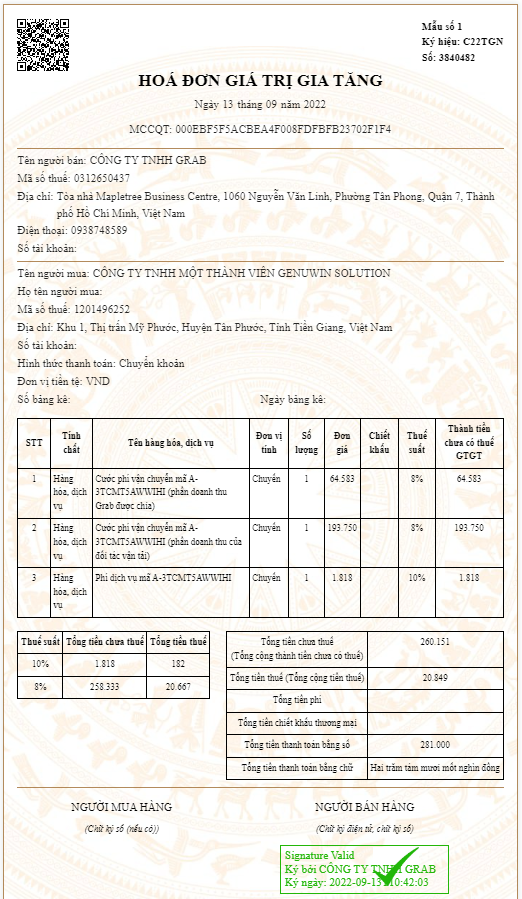 Mẫu số 1
Ký hiệu: C22TGN
Số: 3840482
HOÁ ĐƠN GIÁ TRỊ GIA TĂNG
Ngày 13 tháng 09 năm 2022
MCCQT: 000EBF5F5ACBEA4F008FDFBFB23702F1F4
Tên người bán: CÔNG TY TNHH GRAB
Mã số thuế: 0312650437
Địa chỉ: Tòa nhà Mapletree Business Centre, 1060 Nguyễn Văn Linh, Phường Tân Phong, Quận 7, Thành
phố Hồ Chí Minh, Việt Nam
Điện thoại: 0938748589
Số tài khoản:
Tên người mua: CÔNG TY TNHH MỘT THÀNH VIÊN GENUWIN SOLUTION
Họ tên người mua:
Mã số thuế: 1201496252
Địa chỉ: Khu 1, Thị trấn Mỹ Phước, Huyện Tân Phước, Tỉnh Tiền Giang, Việt Nam
Số tài khoản:
Hình thức thanh toán: Chuyển khoản
Đơn vị tiền tệ: VND
Số bảng kê: Ngày bảng kê:
STT Tính chất Tên hàng hóa, dịch vụ Đơn vị tính Số lượng Đơn giá Chiết khấu Thuế suất Thành tiền chưa có thuế GTGT
1 Hàng hóa, dịch vụ Cước phí vận chuyển mã A-3TCMT5AWWIHI (phần doanh thu Grab được chia) Chuyến 1 64.583 8% 64.583
2 Hàng hóa, dịch vụ Cước phí vận chuyển mã A-3TCMT5AWWIHI (phần doanh thu của đối tác vận tải) Chuyến 1 193.750 8% 193.750
3 Hàng hóa, dịch vụ Phí dịch vụ mã A-3TCMT5AWWIHI Chuyến 1 1.818 10% 1.818
Thuế suất Tổng tiền chưa thuế Tổng tiền thuế
10% 1.818 182
8% 258.333 20.667
Tổng tiền chưa thuế
(Tổng cộng thành tiền chưa có thuế) 260.151
Tổng tiền thuế (Tổng cộng tiền thuế) 20.849
Tổng tiền phí
Tổng tiền chiết khấu thương mại
Tổng tiền thanh toán bằng số 281.000
Tổng tiền thanh toán bằng chữ Hai trăm tám mươi một nghìn đồng
NGƯỜI MUA HÀNG NGƯỜI BÁN HÀNG
(Chữ ký số (nếu có)) (Chữ ký điện tử, chữ ký số)
Signature Valid
Ký bởi CÔNG TY TNHH GRAB
Ký ngày: 2022-09-13 10:42:03